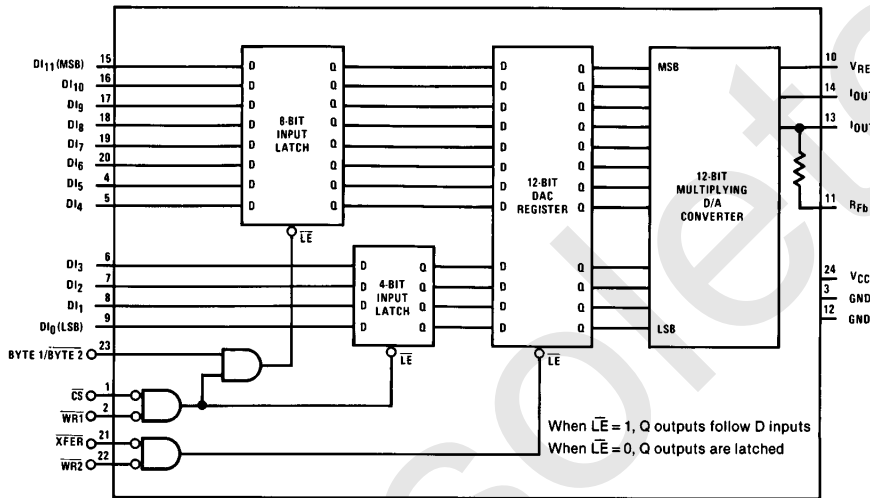 DI11(MSB) 15 D Q D Q MSB 10 VRE
DI10 16 D Q D Q 14 IOUT
DI9 17 D Q D Q 13 IOUT
DI8 18 D Q D Q
DI7 19 D Q D Q
DI6 20 D Q D Q
DI5 4 D Q D Q
DI4 5 D Q D Q 11 RFb
8-BIT
INPUT
LATCH
12-BIT
DAC
REGISTER
12-BIT
MULTIPLYING
D/A
CONVERTER
LE
DI3 6 D Q D Q
DI2 7 D Q D Q
DI1 8 D Q D Q
DI0(LSB) 9 D Q D Q LSB
4-BIT
INPUT
LATCH
24 VCC
3 GND
12 GND
BYTE 1/BYTE 2 23
LE
LE
CS 1
WR1 2
XFER 21
WR2 22
When LE = 1, Q outputs follow D inputs
When LE = 0, Q outputs are latched
solete